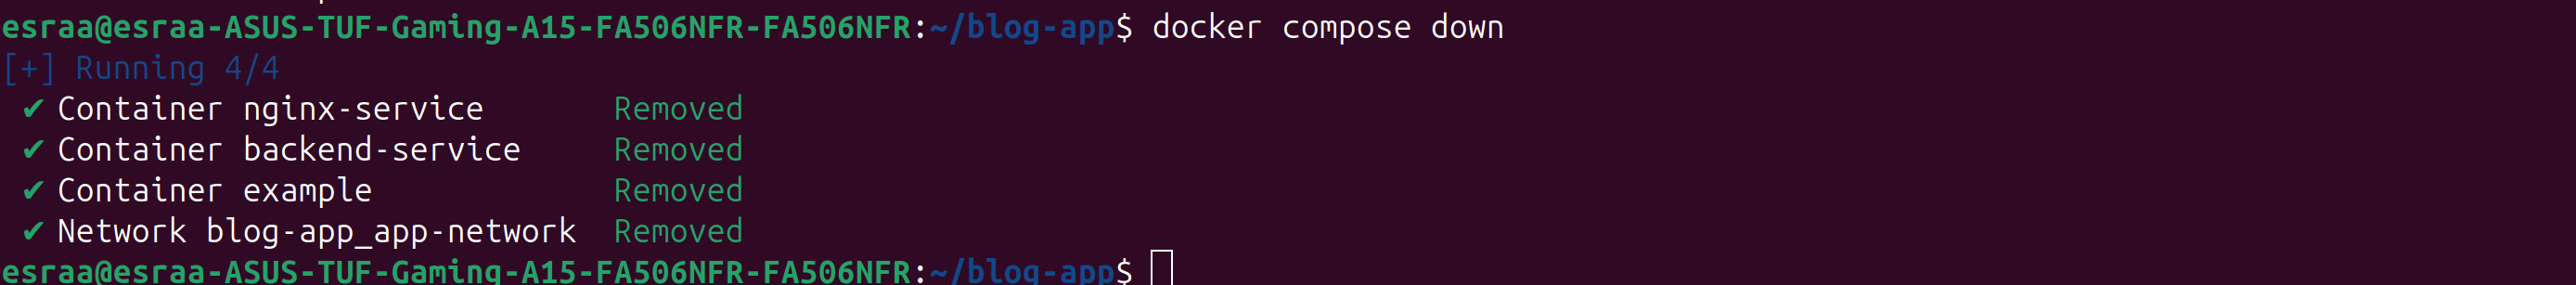 esraa@esraa-ASUS-TUF-Gaming-A15-FA506NFR-FA506NFR:~/blog-app$ docker compose down
[+] Running 4/4
✔ Container nginx-service Removed
✔ Container backend-service Removed
✔ Container example Removed
✔ Network blog-app_app-network Removed
esraa@esraa-ASUS-TUF-Gaming-A15-FA506NFR-FA506NFR:~/blog-app$